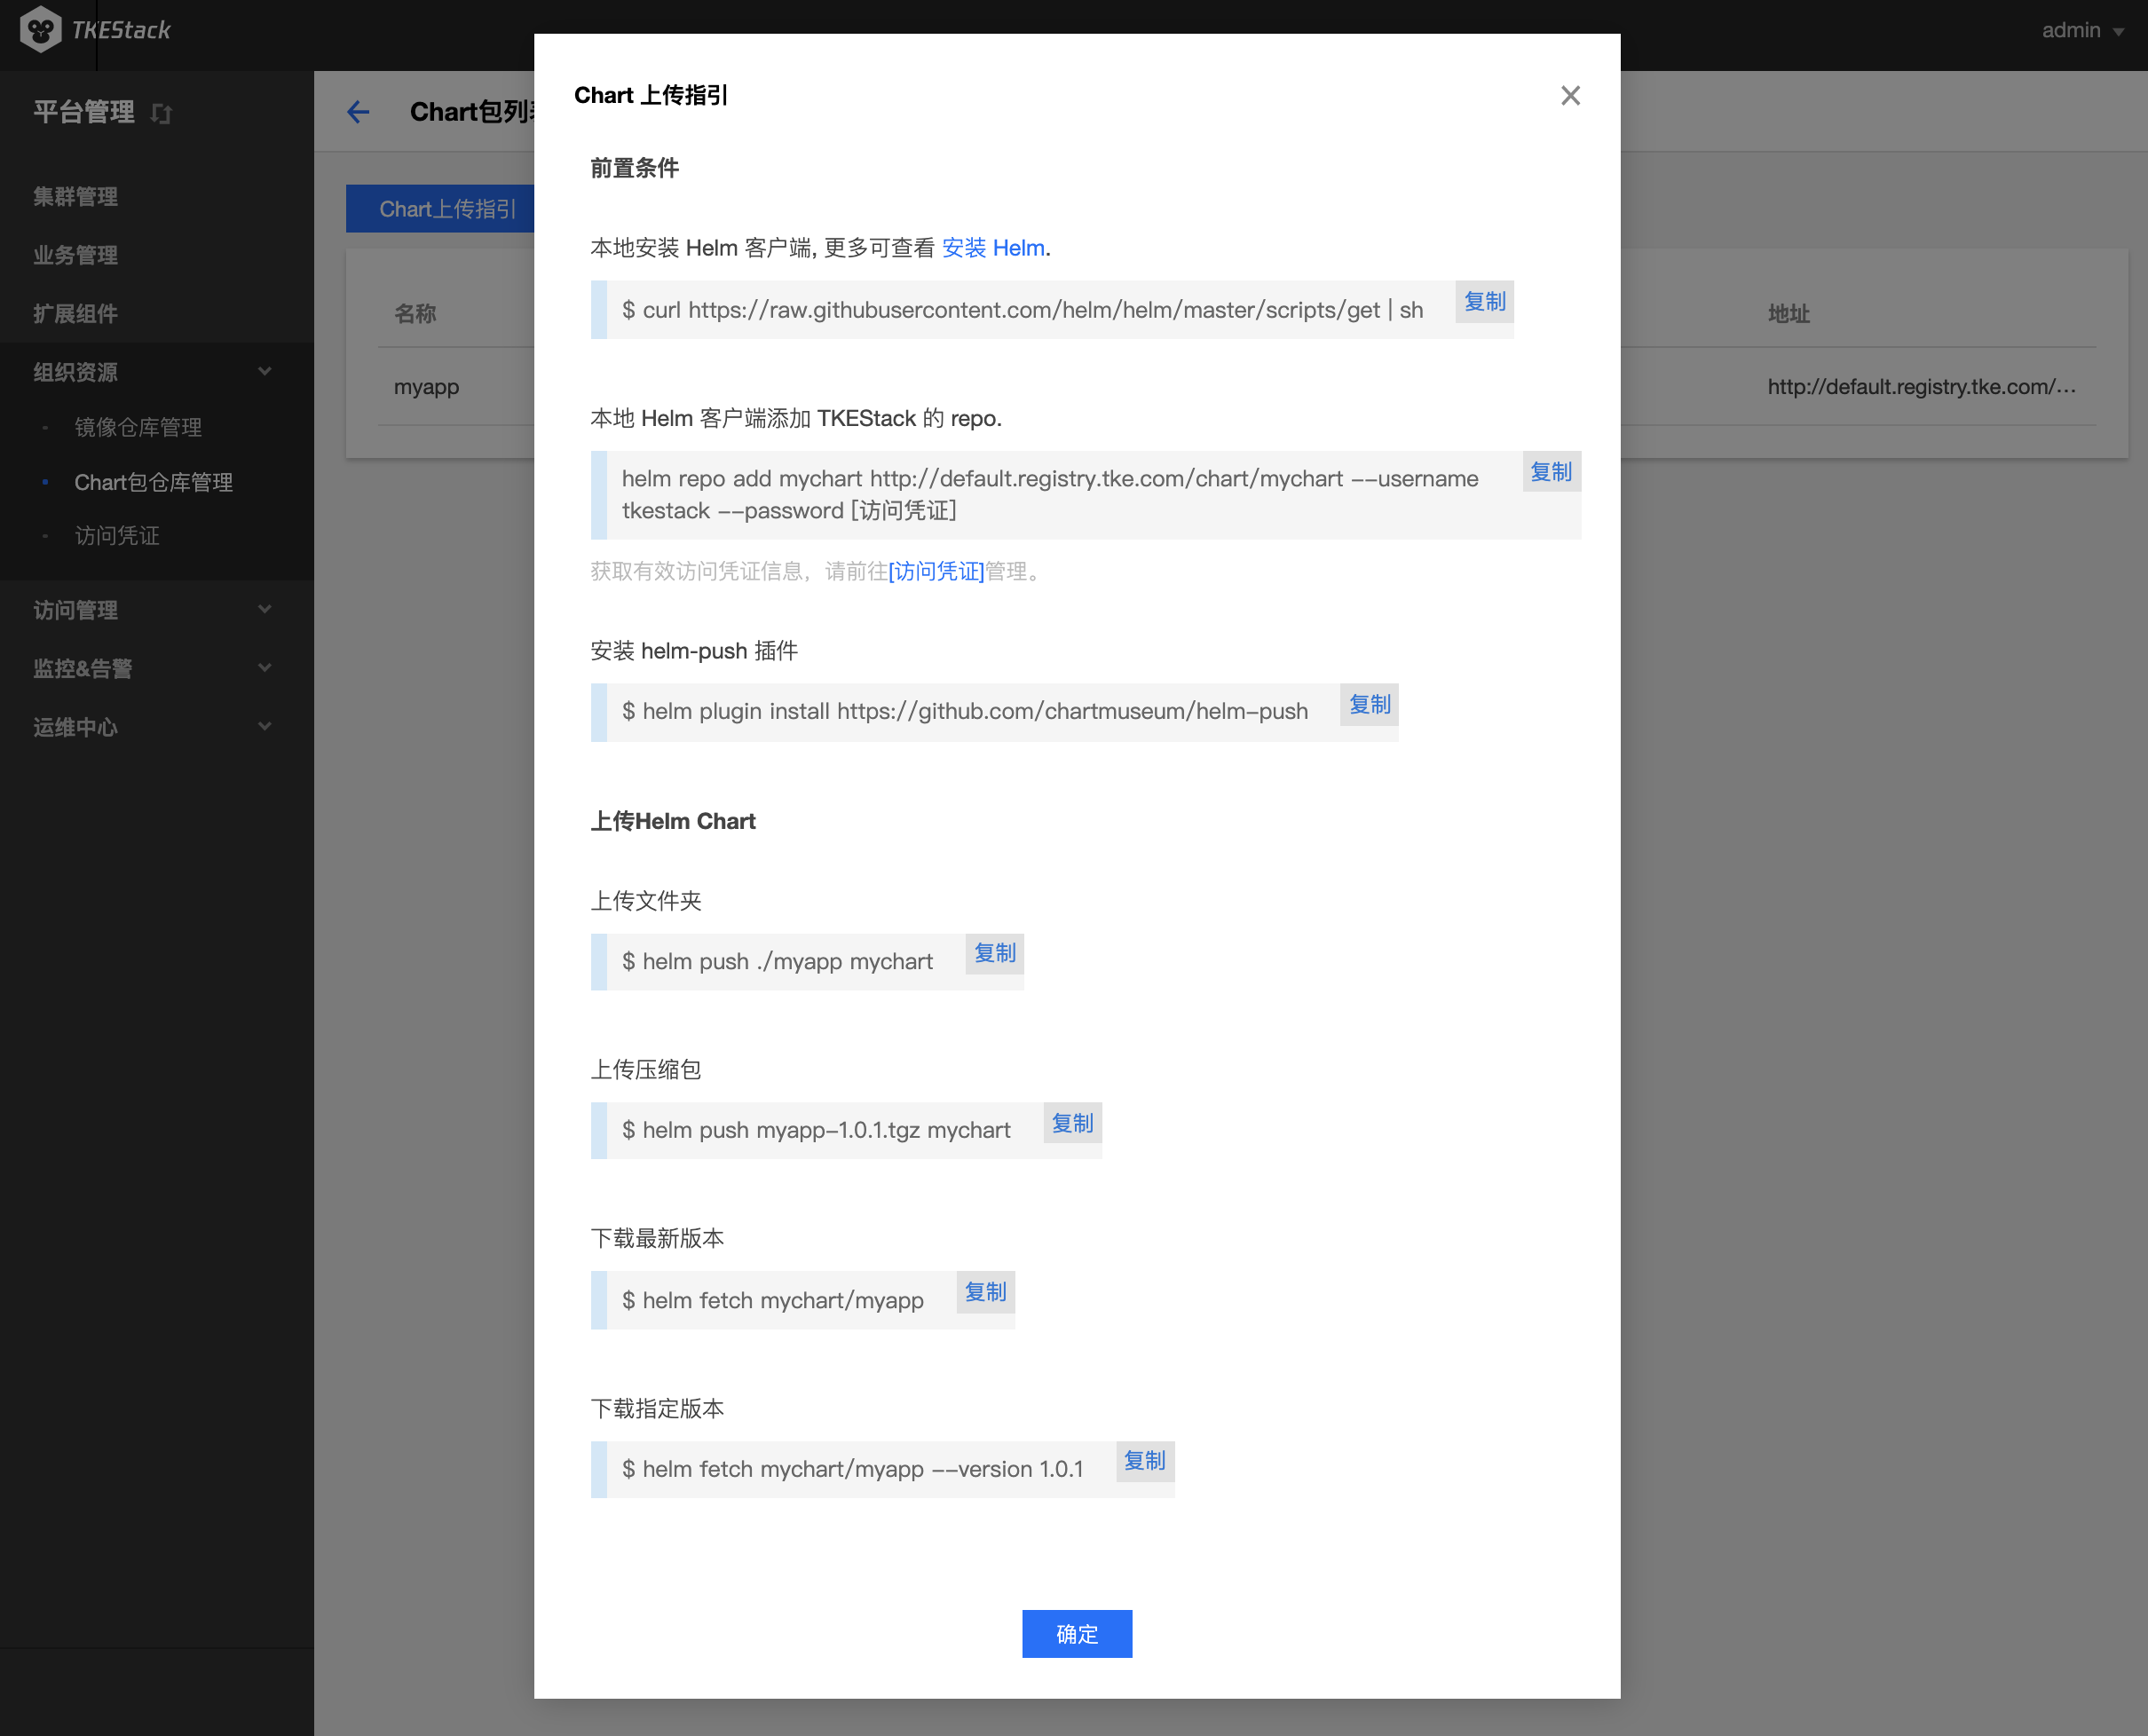 TKEStack
admin
平台管理
集群管理
业务管理
扩展组件
组织资源
镜像仓库管理
Chart包仓库管理
访问凭证
访问管理
监控&告警
运维中心
Chart包列
Chart上传指引
名称
地址
myapp
http://default.registry.tke.com/...
Chart 上传指引
前置条件
本地安装 Helm 客户端, 更多可查看 安装 Helm.
$ curl https://raw.githubusercontent.com/helm/helm/master/scripts/get | sh
复制
本地 Helm 客户端添加 TKEStack 的 repo.
helm repo add mychart http://default.registry.tke.com/chart/mychart --username
tkestack --password [访问凭证]
复制
获取有效访问凭证信息，请前往[访问凭证]管理。
安装 helm-push 插件
$ helm plugin install https://github.com/chartmuseum/helm-push
复制
上传Helm Chart
上传文件夹
$ helm push ./myapp mychart
复制
上传压缩包
$ helm push myapp-1.0.1.tgz mychart
复制
下载最新版本
$ helm fetch mychart/myapp
复制
下载指定版本
$ helm fetch mychart/myapp --version 1.0.1
复制
确定